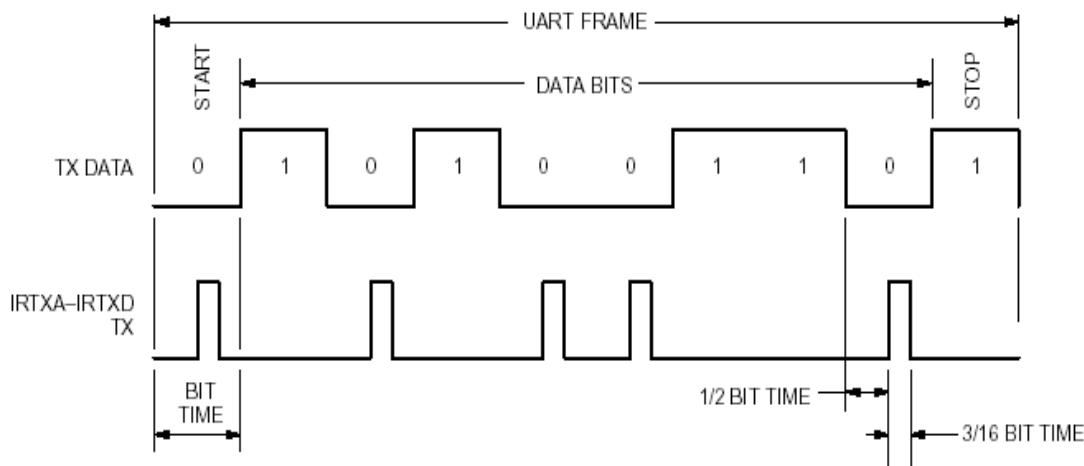 UART FRAME
START
DATA BITS
STOP
TX DATA 0 1 0 1 0 0 1 1 0 1
IRTXA–IRTXD
TX
BIT
TIME
1/2 BIT TIME
3/16 BIT TIME